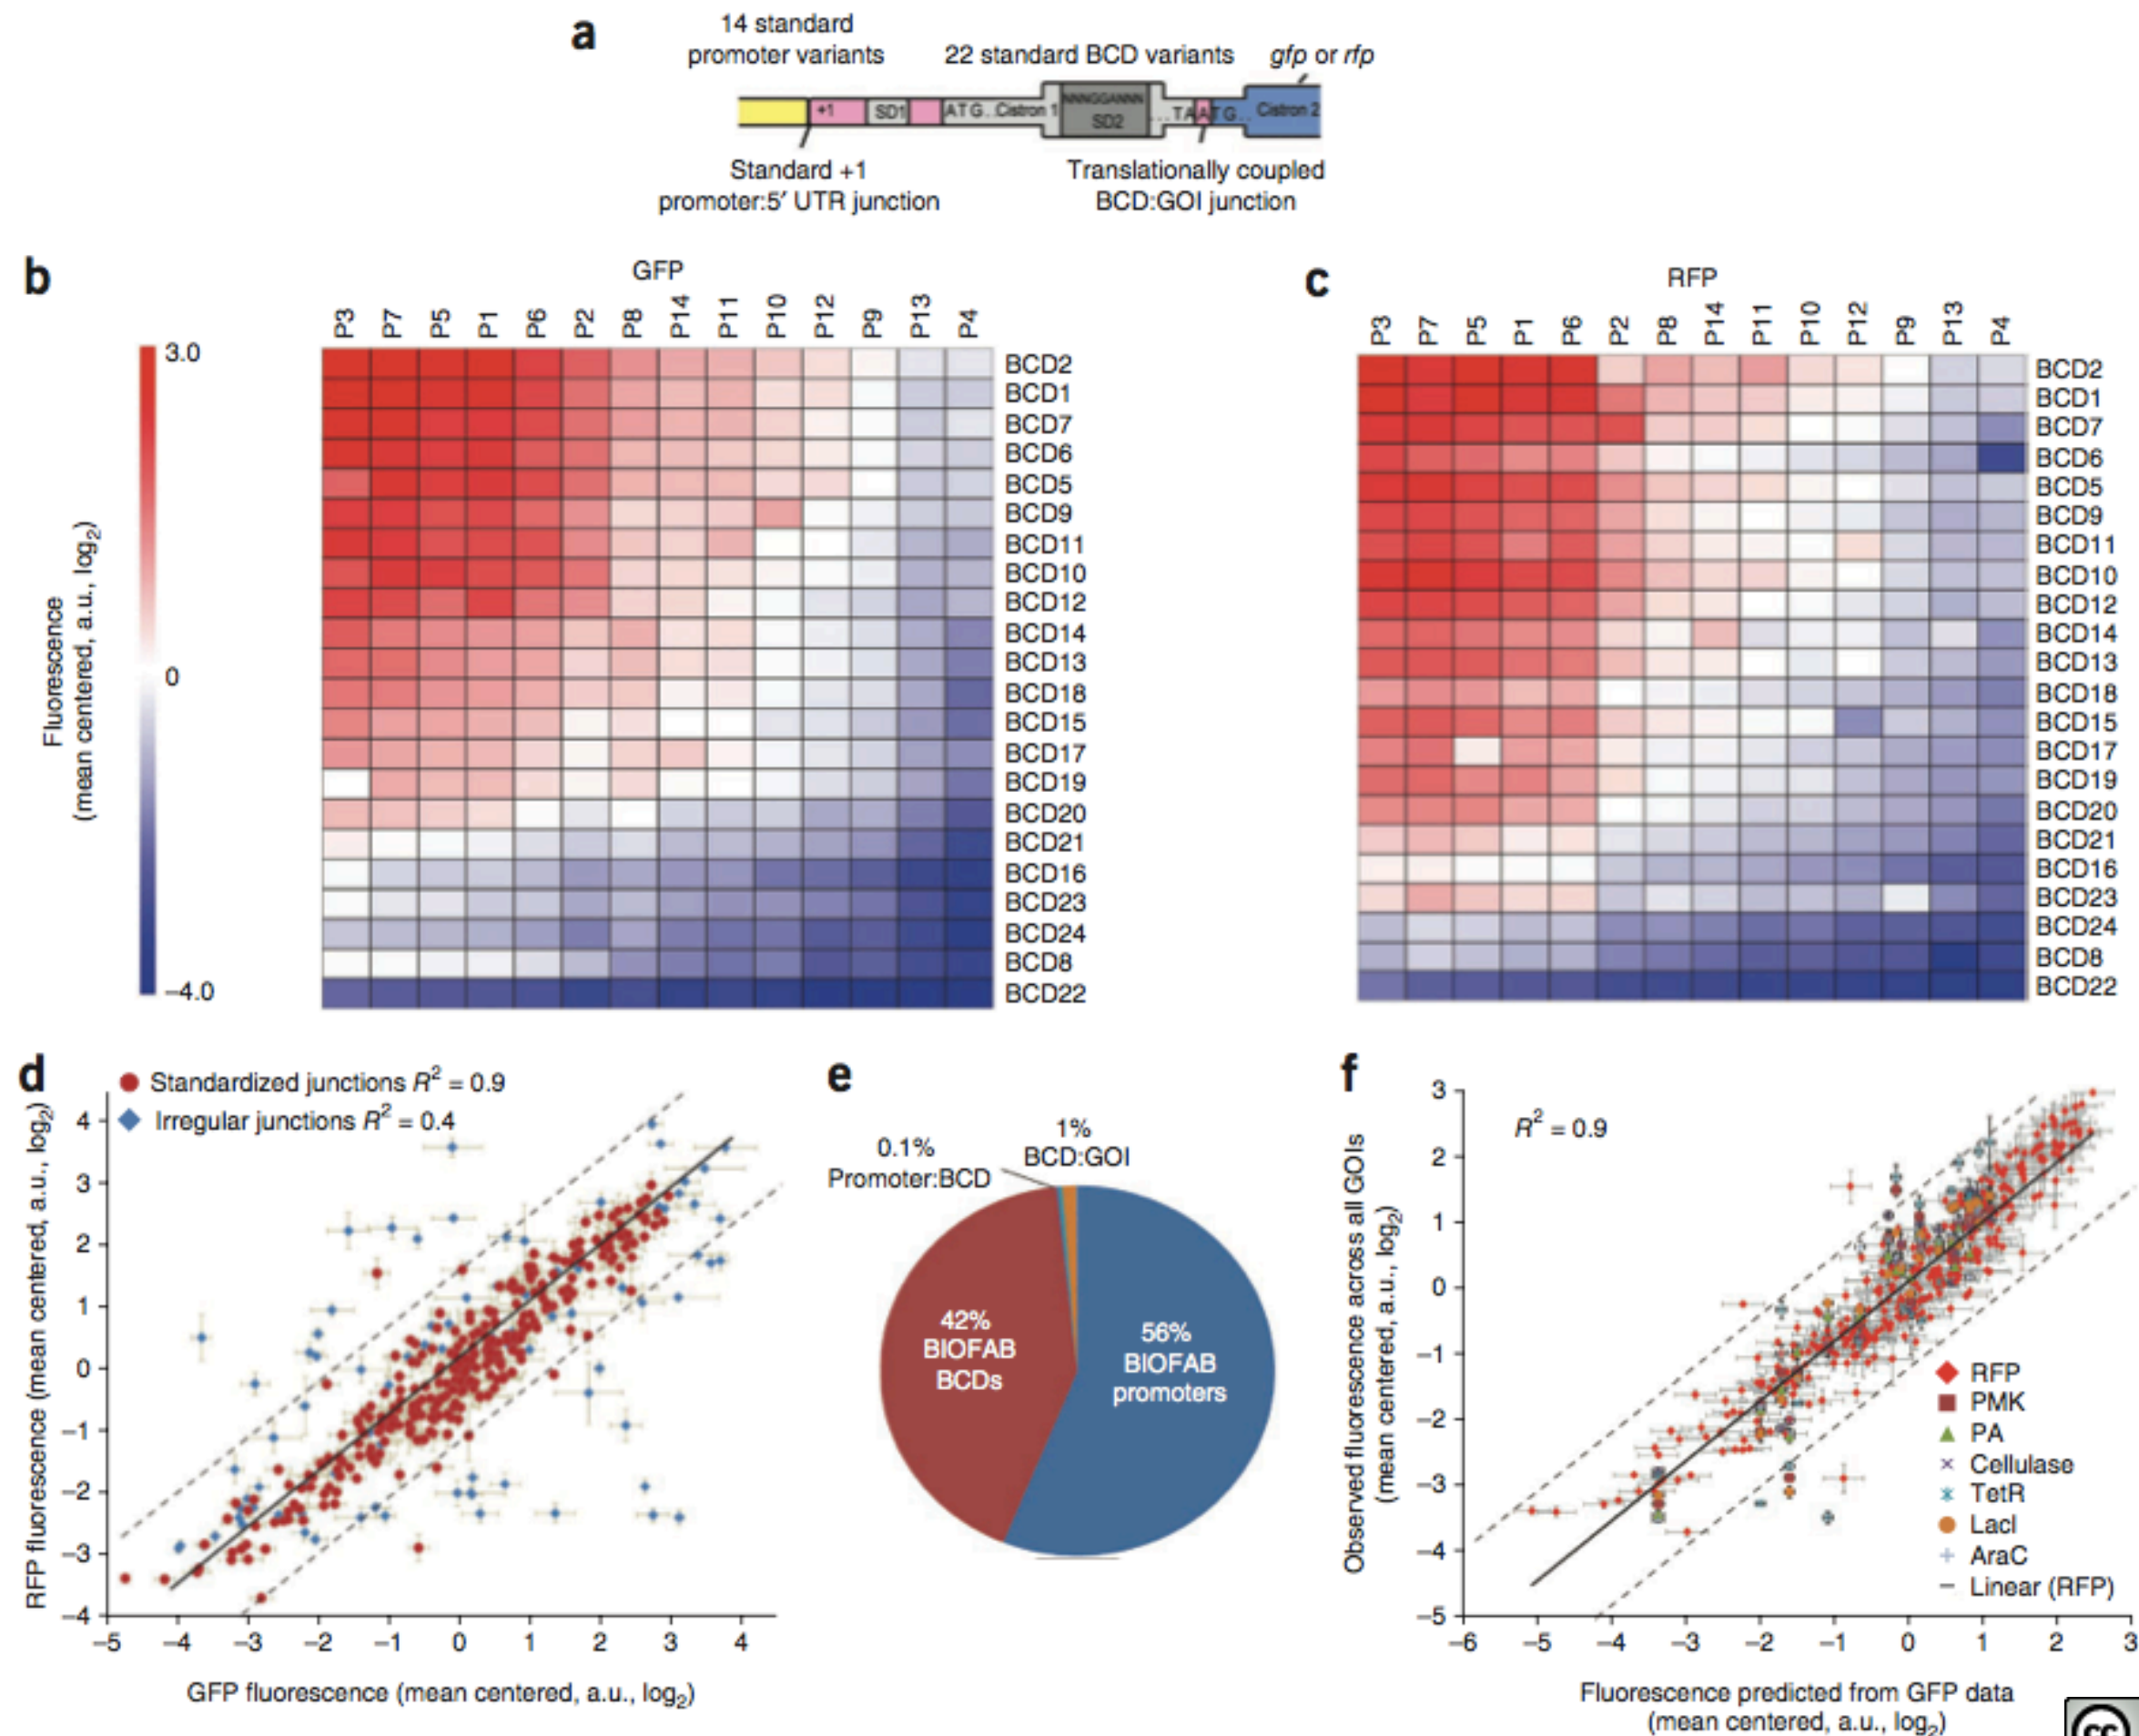 a
14 standard
promoter variants
22 standard BCD variants
gfp or rfp
+1
SD1
ATG..Cistron 1
NNNGGANNN
SD2
...TAATG..
Cistron 2
Standard +1
promoter:5′ UTR junction
Translationally coupled
BCD:GOI junction
b
GFP
P3 P7 P5 P1 P6 P2 P8 P14 P11 P10 P12 P9 P13 P4
3.0
0
–4.0
Fluorescence
(mean centered, a.u., log2)
BCD2
BCD1
BCD7
BCD6
BCD5
BCD9
BCD11
BCD10
BCD12
BCD14
BCD13
BCD18
BCD15
BCD17
BCD19
BCD20
BCD21
BCD16
BCD23
BCD24
BCD8
BCD22
c
RFP
P3 P7 P5 P1 P6 P2 P8 P14 P11 P10 P12 P9 P13 P4
BCD2
BCD1
BCD7
BCD6
BCD5
BCD9
BCD11
BCD10
BCD12
BCD14
BCD13
BCD18
BCD15
BCD17
BCD19
BCD20
BCD21
BCD16
BCD23
BCD24
BCD8
BCD22
d
Standardized junctions R2 = 0.9
Irregular junctions R2 = 0.4
RFP fluorescence (mean centered, a.u., log2)
4
3
2
1
0
–1
–2
–3
–4
–5 –4 –3 –2 –1 0 1 2 3 4
GFP fluorescence (mean centered, a.u., log2)
e
0.1%
Promoter:BCD
1%
BCD:GOI
42%
BIOFAB
BCDs
56%
BIOFAB
promoters
f
R2 = 0.9
Observed fluorescence across all GOIs
(mean centered, a.u., log2)
3
2
1
0
–1
–2
–3
–4
–5
–6 –5 –4 –3 –2 –1 0 1 2 3
RFP
PMK
PA
Cellulase
TetR
LacI
AraC
Linear (RFP)
Fluorescence predicted from GFP data
(mean centered, a.u., log2)
cc